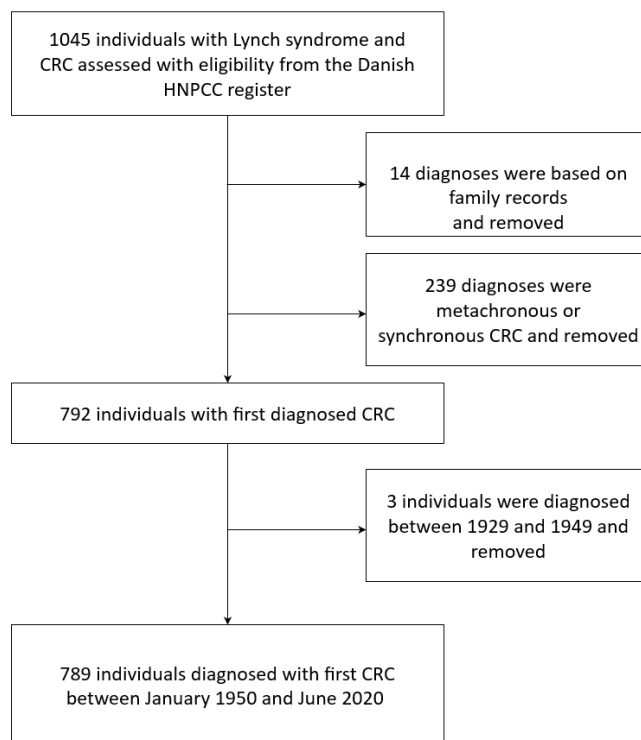 1045 individuals with Lynch syndrome and
CRC assessed with eligibility from the Danish
HNPCC register
14 diagnoses were based on
family records
and removed
239 diagnoses were
metachronous or
synchronous CRC and removed
792 individuals with first diagnosed CRC
3 individuals were diagnosed
between 1929 and 1949 and
removed
789 individuals diagnosed with first CRC
between January 1950 and June 2020